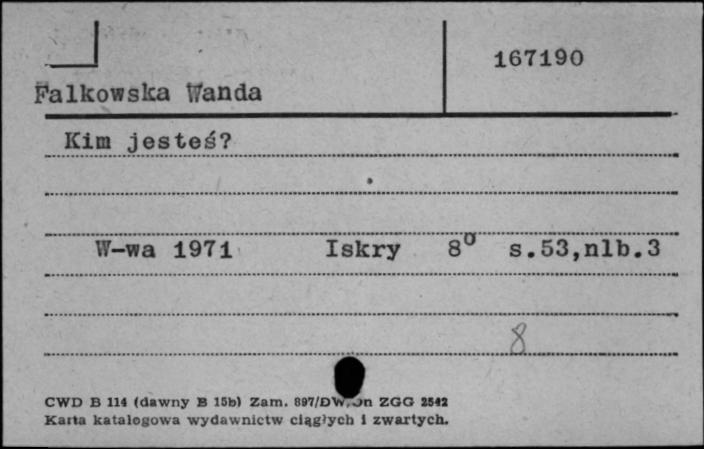 167190
Falkowska Wanda
Kim jesteś?
W-wa 1971 Iskry 8⁰ s.53,nlb.3
8
CWD B 114 (dawny B 15b) Zam. 897/DW. ZGG 2542
Karta katalogowa wydawnictw ciągłych i zwartych.